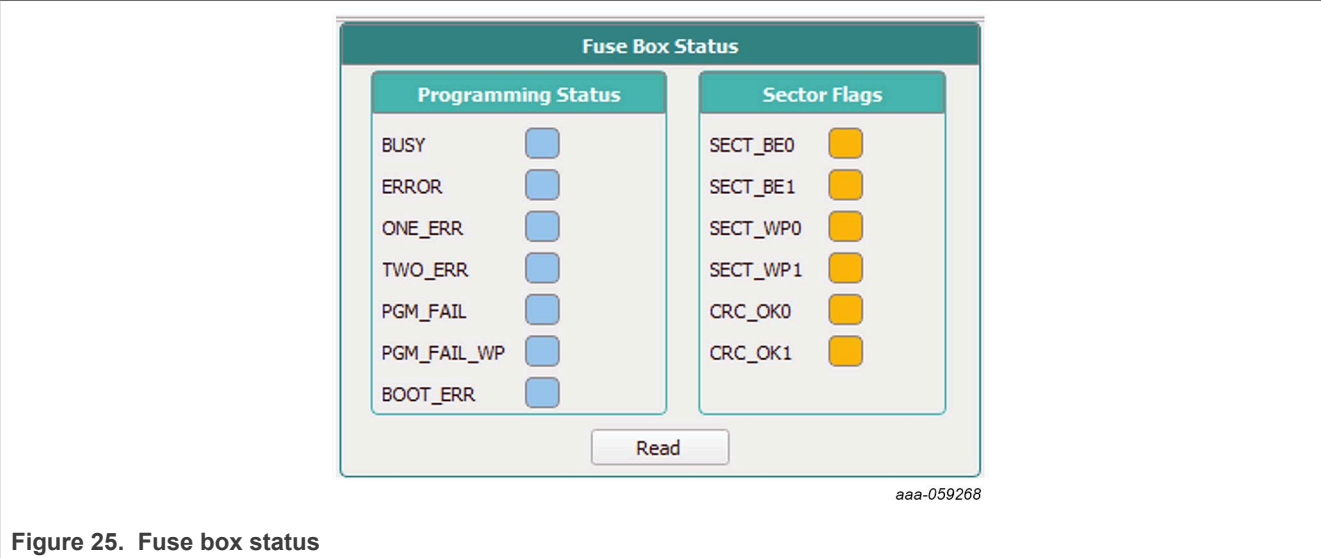 Fuse Box Status
Programming Status
BUSY
ERROR
ONE_ERR
TWO_ERR
PGM_FAIL
PGM_FAIL_WP
BOOT_ERR
Sector Flags
SECT_BE0
SECT_BE1
SECT_WP0
SECT_WP1
CRC_OK0
CRC_OK1
Read
aaa-059268
Figure 25. Fuse box status